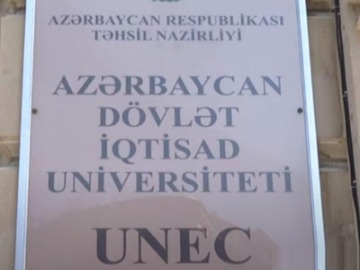 AZƏRBAYCAN RESPUBLİKASI
TƏHSİL NAZİRLİYİ
AZƏRBAYCAN
DÖVLƏT
İQTİSAD
UNİVERSİTETİ
UNEC